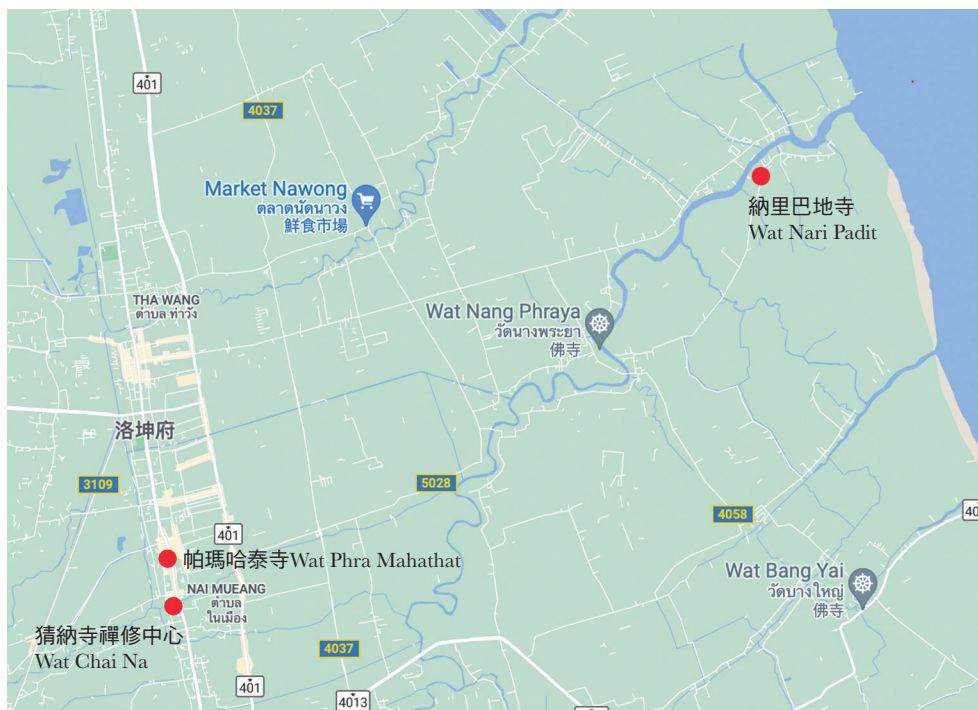 401
4037
Market Nawong
ตลาดนัดนาวง
鮮食市場
納里巴地寺
Wat Nari Padit
THA WANG
ตำบล ท่าวัง
Wat Nang Phraya
วัดนางพระยา
佛寺
洛坤府
3109
5028
401
4058
40
帕瑪哈泰寺Wat Phra Mahathat
NAI MUEANG
ตำบล
ในเมือง
Wat Bang Yai
วัดบางใหญ่
佛寺
猜納寺禪修中心
Wat Chai Na
4037
401
4013